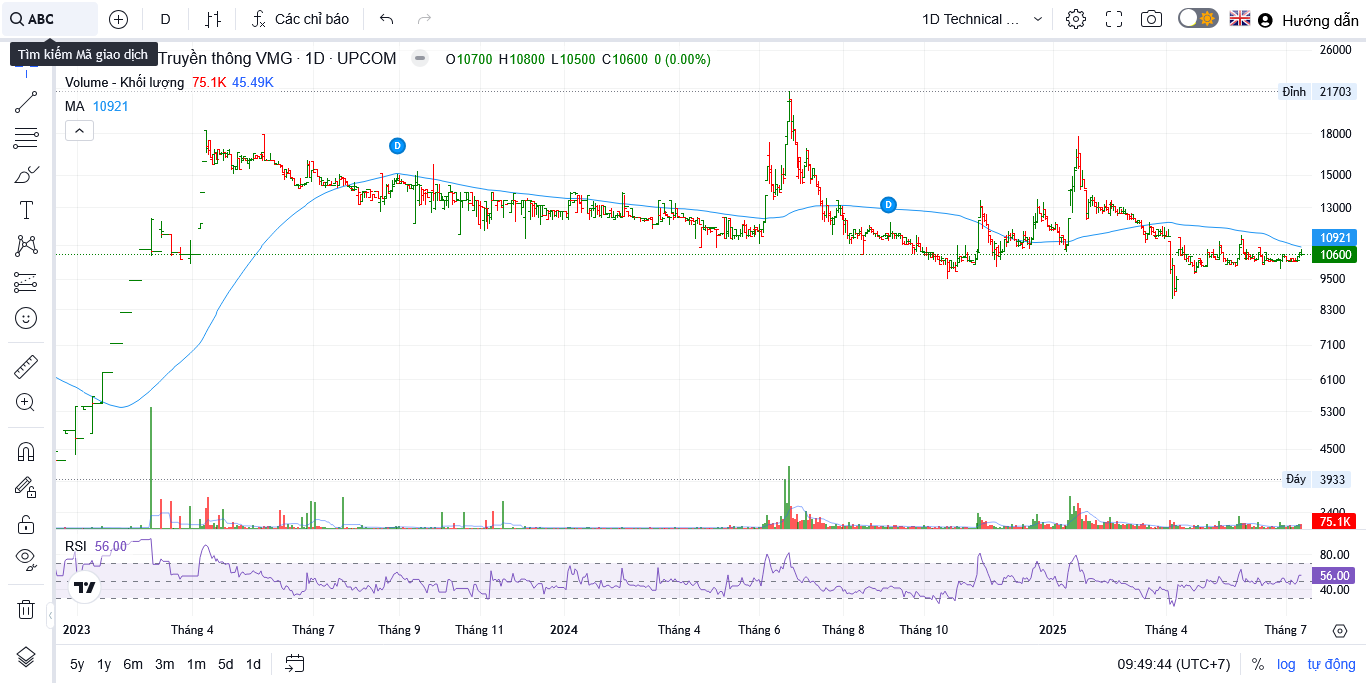 ABC D Các chỉ báo 1D Technical ... Hướng dẫn
Tìm kiếm Mã giao dịch
Truyền thông VMG · 1D · UPCOM O10700 H10800 L10500 C10600 0 (0.00%)
Volume - Khối lượng 75.1K 45.49K
MA 10921
26000
Đỉnh 21703
18000
15000
13000
10921
10600
9500
8300
7100
6100
5300
4500
Đáy 3933
3400
75.1K
D
D
RSI 56.00
80.00
56.00
40.00
2023 Tháng 4 Tháng 7 Tháng 9 Tháng 11 2024 Tháng 4 Tháng 6 Tháng 8 Tháng 10 2025 Tháng 4 Tháng 7
5y 1y 6m 3m 1m 5d 1d 09:49:44 (UTC+7) % log tự động